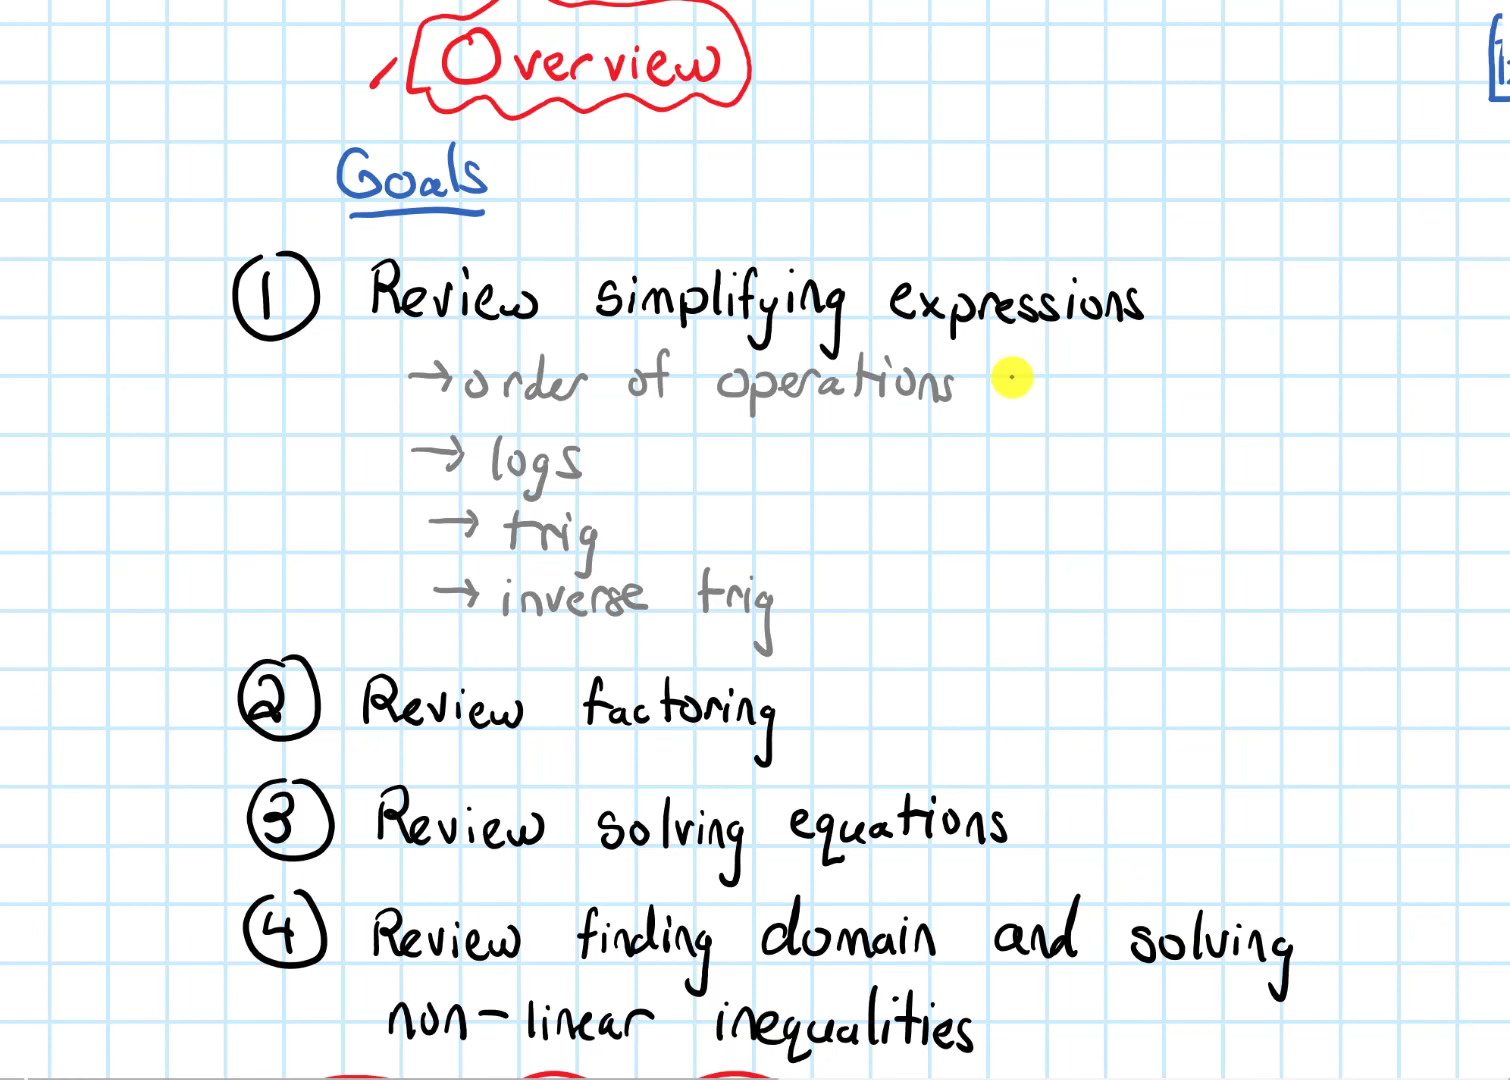 Overview
Goals
① Review simplifying expressions
→ order of operations
→ logs
→ trig
→ inverse trig
② Review factoring
③ Review solving equations
④ Review finding domain and solving
non-linear inequalities